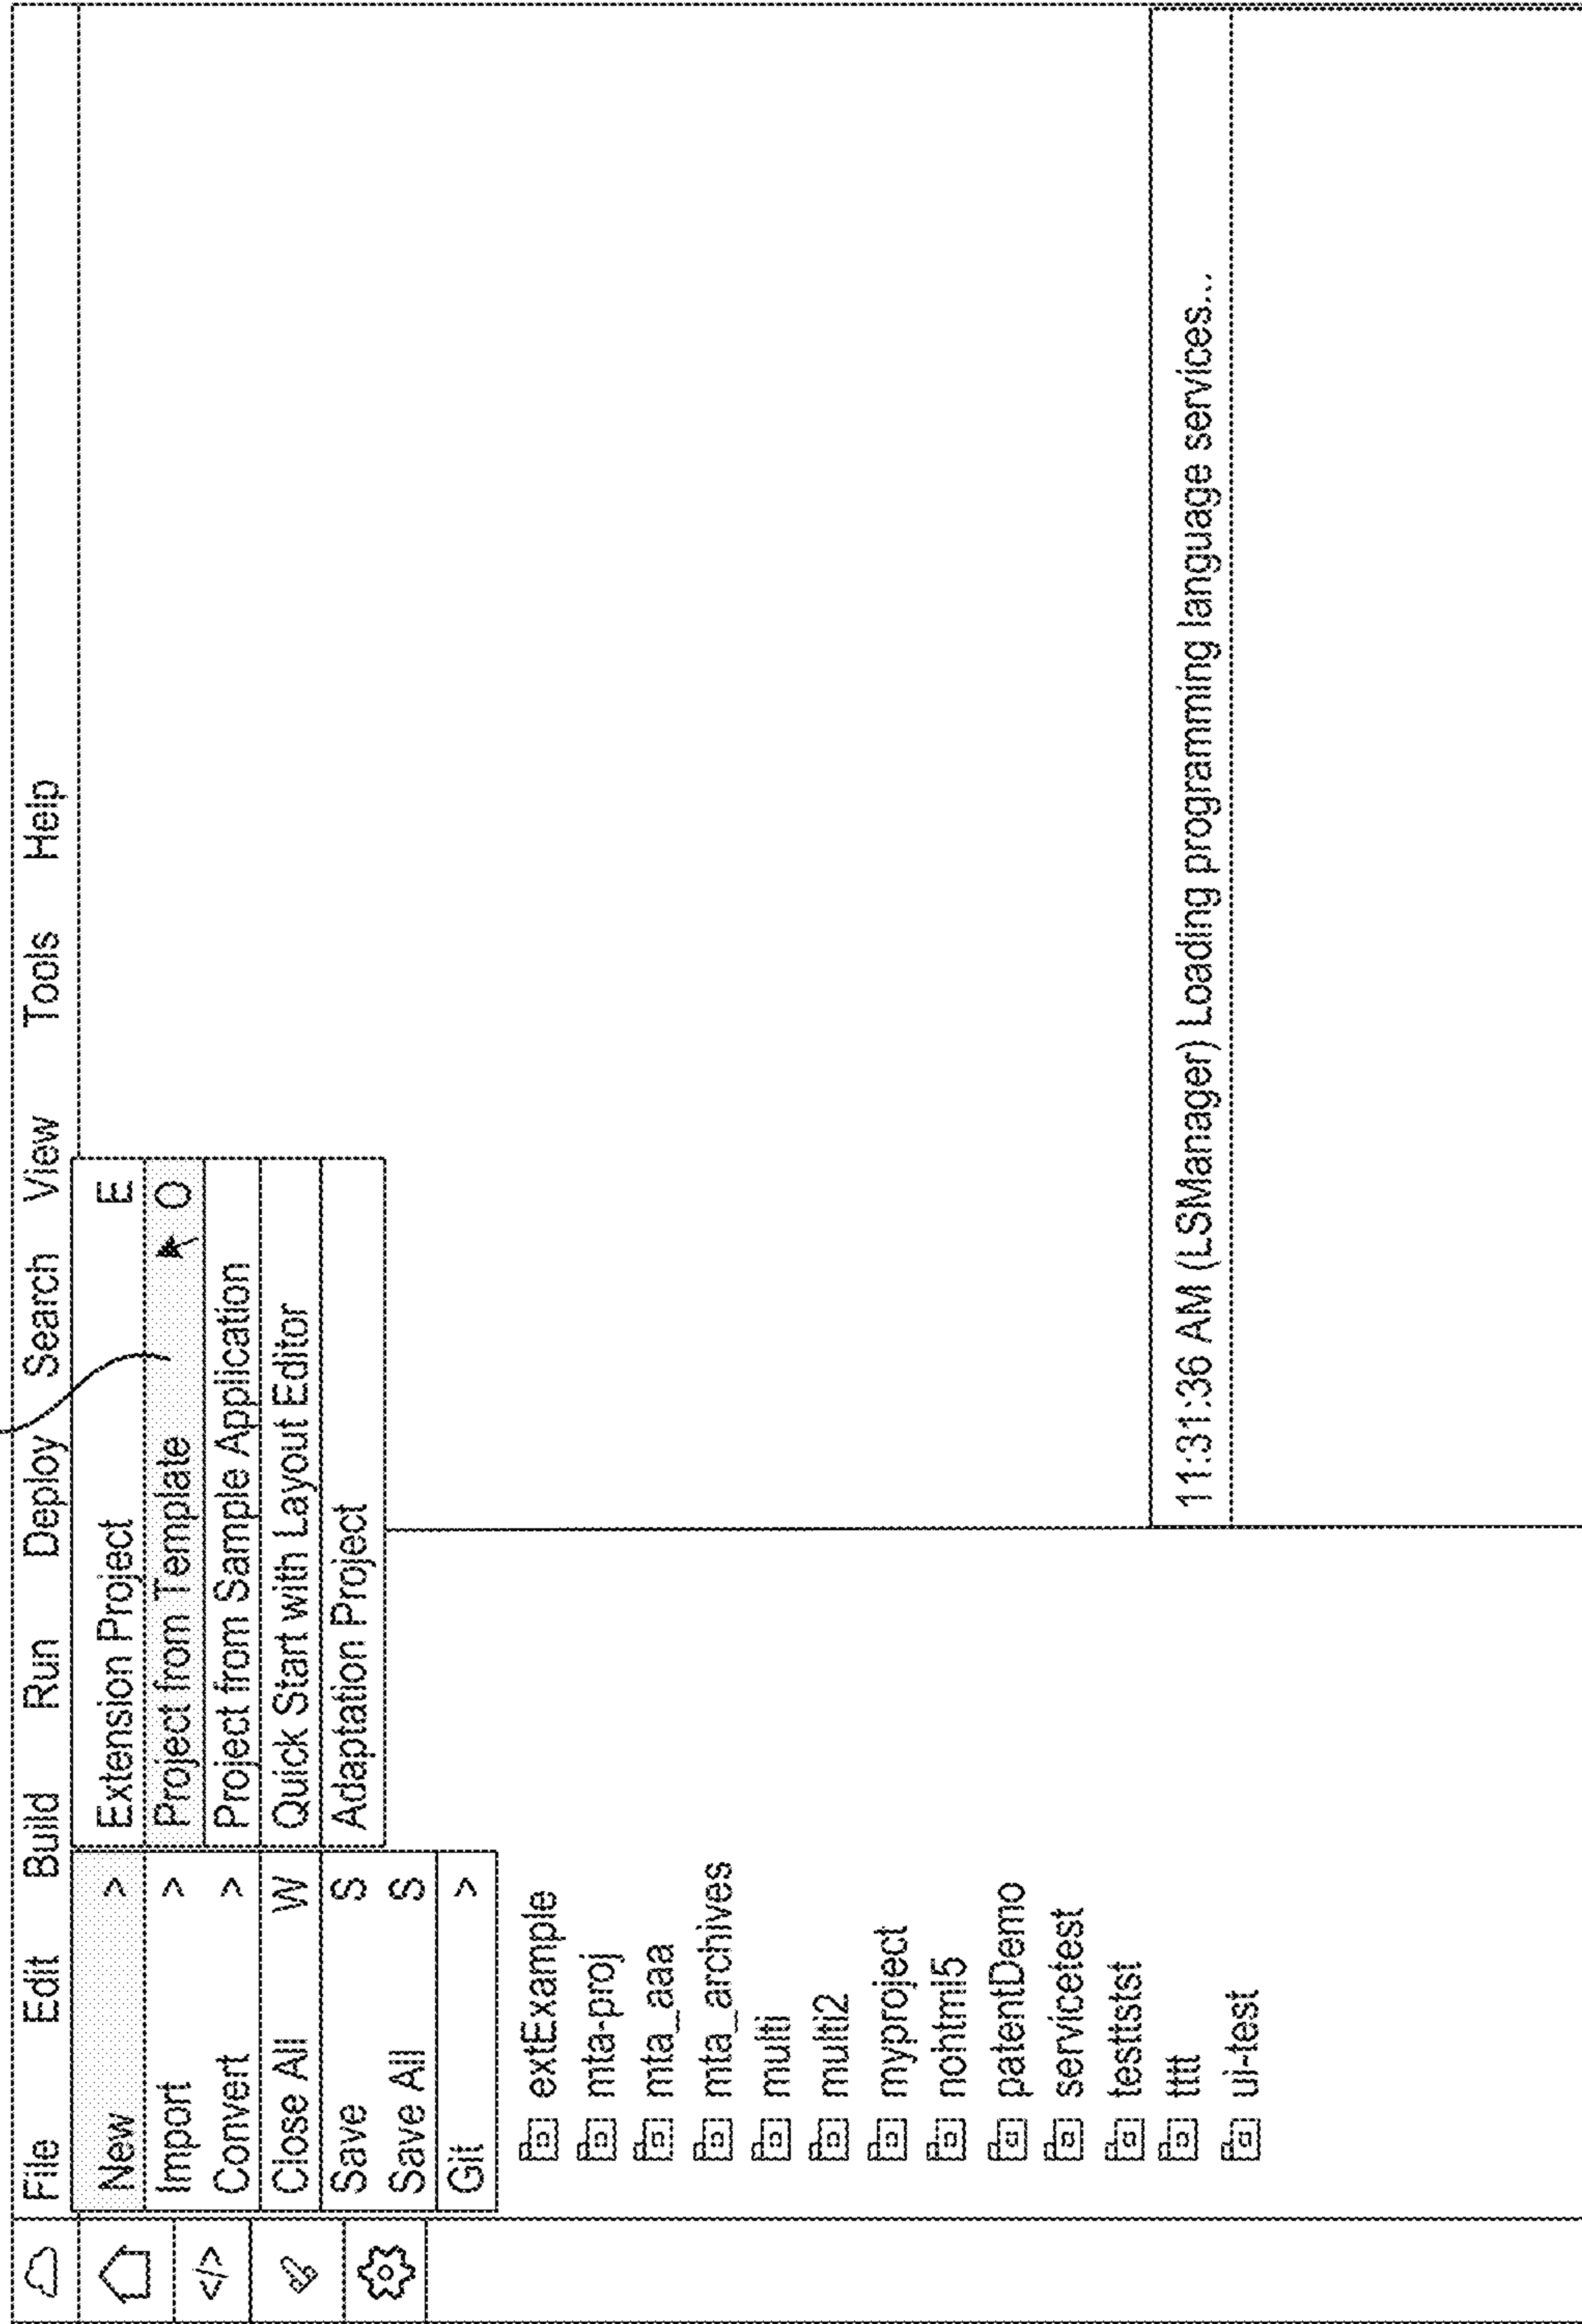 File Edit Build Run Deploy Search View Tools Help
New >
Import >
Convert >
Close All W
Save S
Save All S
Git >
Extension Project E
Project from Template O
Project from Sample Application
Quick Start with Layout Editor
Adaptation Project
</>
extExample
mta-proj
mta_aaa
mta_archives
multi
multi2
myproject
nohtml5
patentDemo
servicetest
testtstst
ttttt
ui-test
11:31:36 AM (LSManager) Loading programming language services...